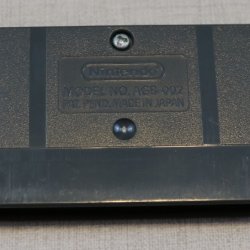 Nintendo
MODEL NO. AGB-002
PAT. PEND. MADE IN JAPAN